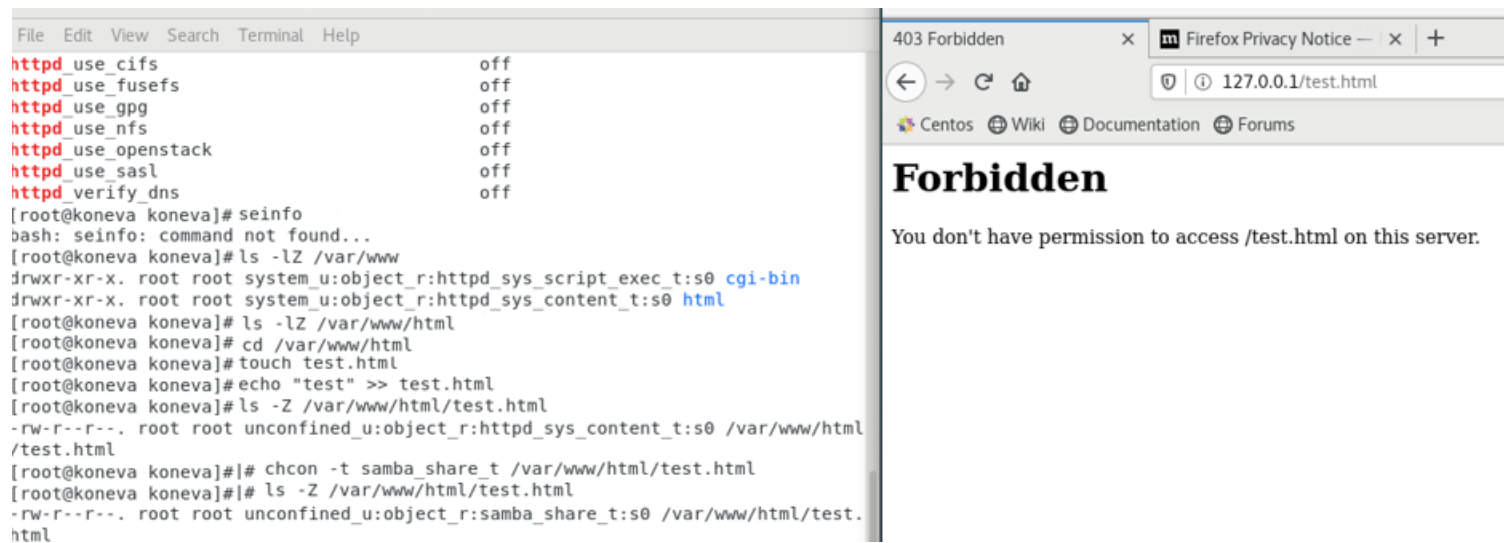 File Edit View Search Terminal Help
httpd_use_cifs off
httpd_use_fusefs off
httpd_use_gpg off
httpd_use_nfs off
httpd_use_openstack off
httpd_use_sasl off
httpd_verify_dns off
[root@koneva koneva]# seinfo
bash: seinfo: command not found...
[root@koneva koneva]# ls -lZ /var/www
drwxr-xr-x. root root system_u:object_r:httpd_sys_script_exec_t:s0 cgi-bin
drwxr-xr-x. root root system_u:object_r:httpd_sys_content_t:s0 html
[root@koneva koneva]# ls -lZ /var/www/html
[root@koneva koneva]# cd /var/www/html
[root@koneva koneva]# touch test.html
[root@koneva koneva]# echo "test" >> test.html
[root@koneva koneva]# ls -Z /var/www/html/test.html
-rw-r--r--. root root unconfined_u:object_r:httpd_sys_content_t:s0 /var/www/html
/test.html
[root@koneva koneva]#|# chcon -t samba_share_t /var/www/html/test.html
[root@koneva koneva]#|# ls -Z /var/www/html/test.html
-rw-r--r--. root root unconfined_u:object_r:samba_share_t:s0 /var/www/html/test.
html
403 Forbidden
m Firefox Privacy Notice —
127.0.0.1/test.html
Centos Wiki Documentation Forums
Forbidden
You don't have permission to access /test.html on this server.